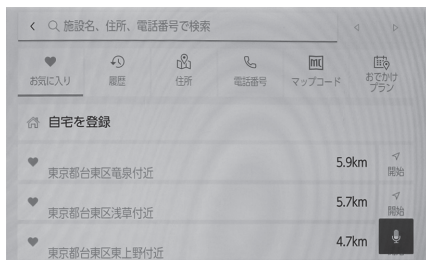 施設名、住所、電話番号で検索
お気に入り
履歴
住所
電話番号
マップコード
おでかけ
プラン
自宅を登録
5.9km
東京都台東区竜泉付近
開始
5.7km
東京都台東区浅草付近
開始
4.7km
東京都台東区東上野付近